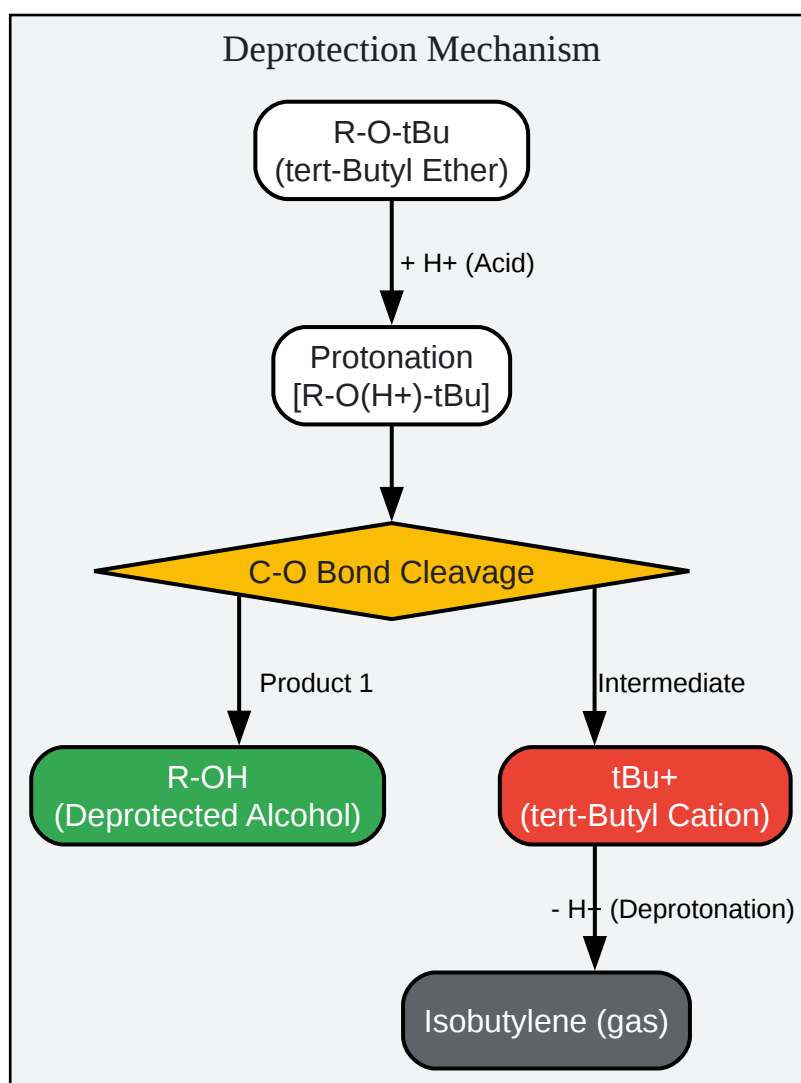 Deprotection Mechanism
R-O-tBu
(tert-Butyl Ether)
+ H+ (Acid)
Protonation
[R-O(H+)-tBu]
C-O Bond Cleavage
Product 1
Intermediate
R-OH
(Deprotected Alcohol)
tBu+
(tert-Butyl Cation)
- H+ (Deprotonation)
Isobutylene (gas)